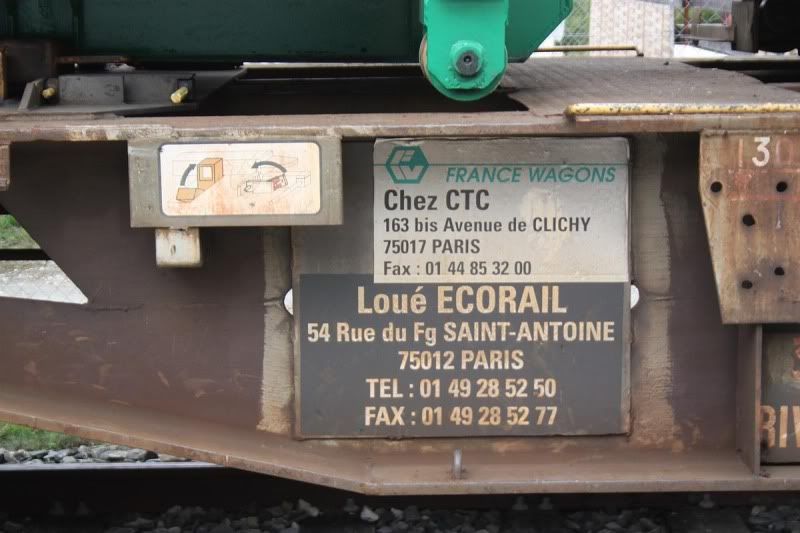 FRANCE WAGONS
Chez CTC
163 bis Avenue de CLICHY
75017 PARIS
Fax : 01 44 85 32 00
Loué ECORAIL
54 Rue du Fg SAINT-ANTOINE
75012 PARIS
TEL : 01 49 28 52 50
FAX : 01 49 28 52 77
3
RIV